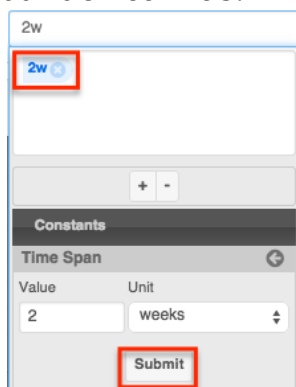 2w
2w
+ -
Constants
Time Span
Value Unit
2 weeks
Submit